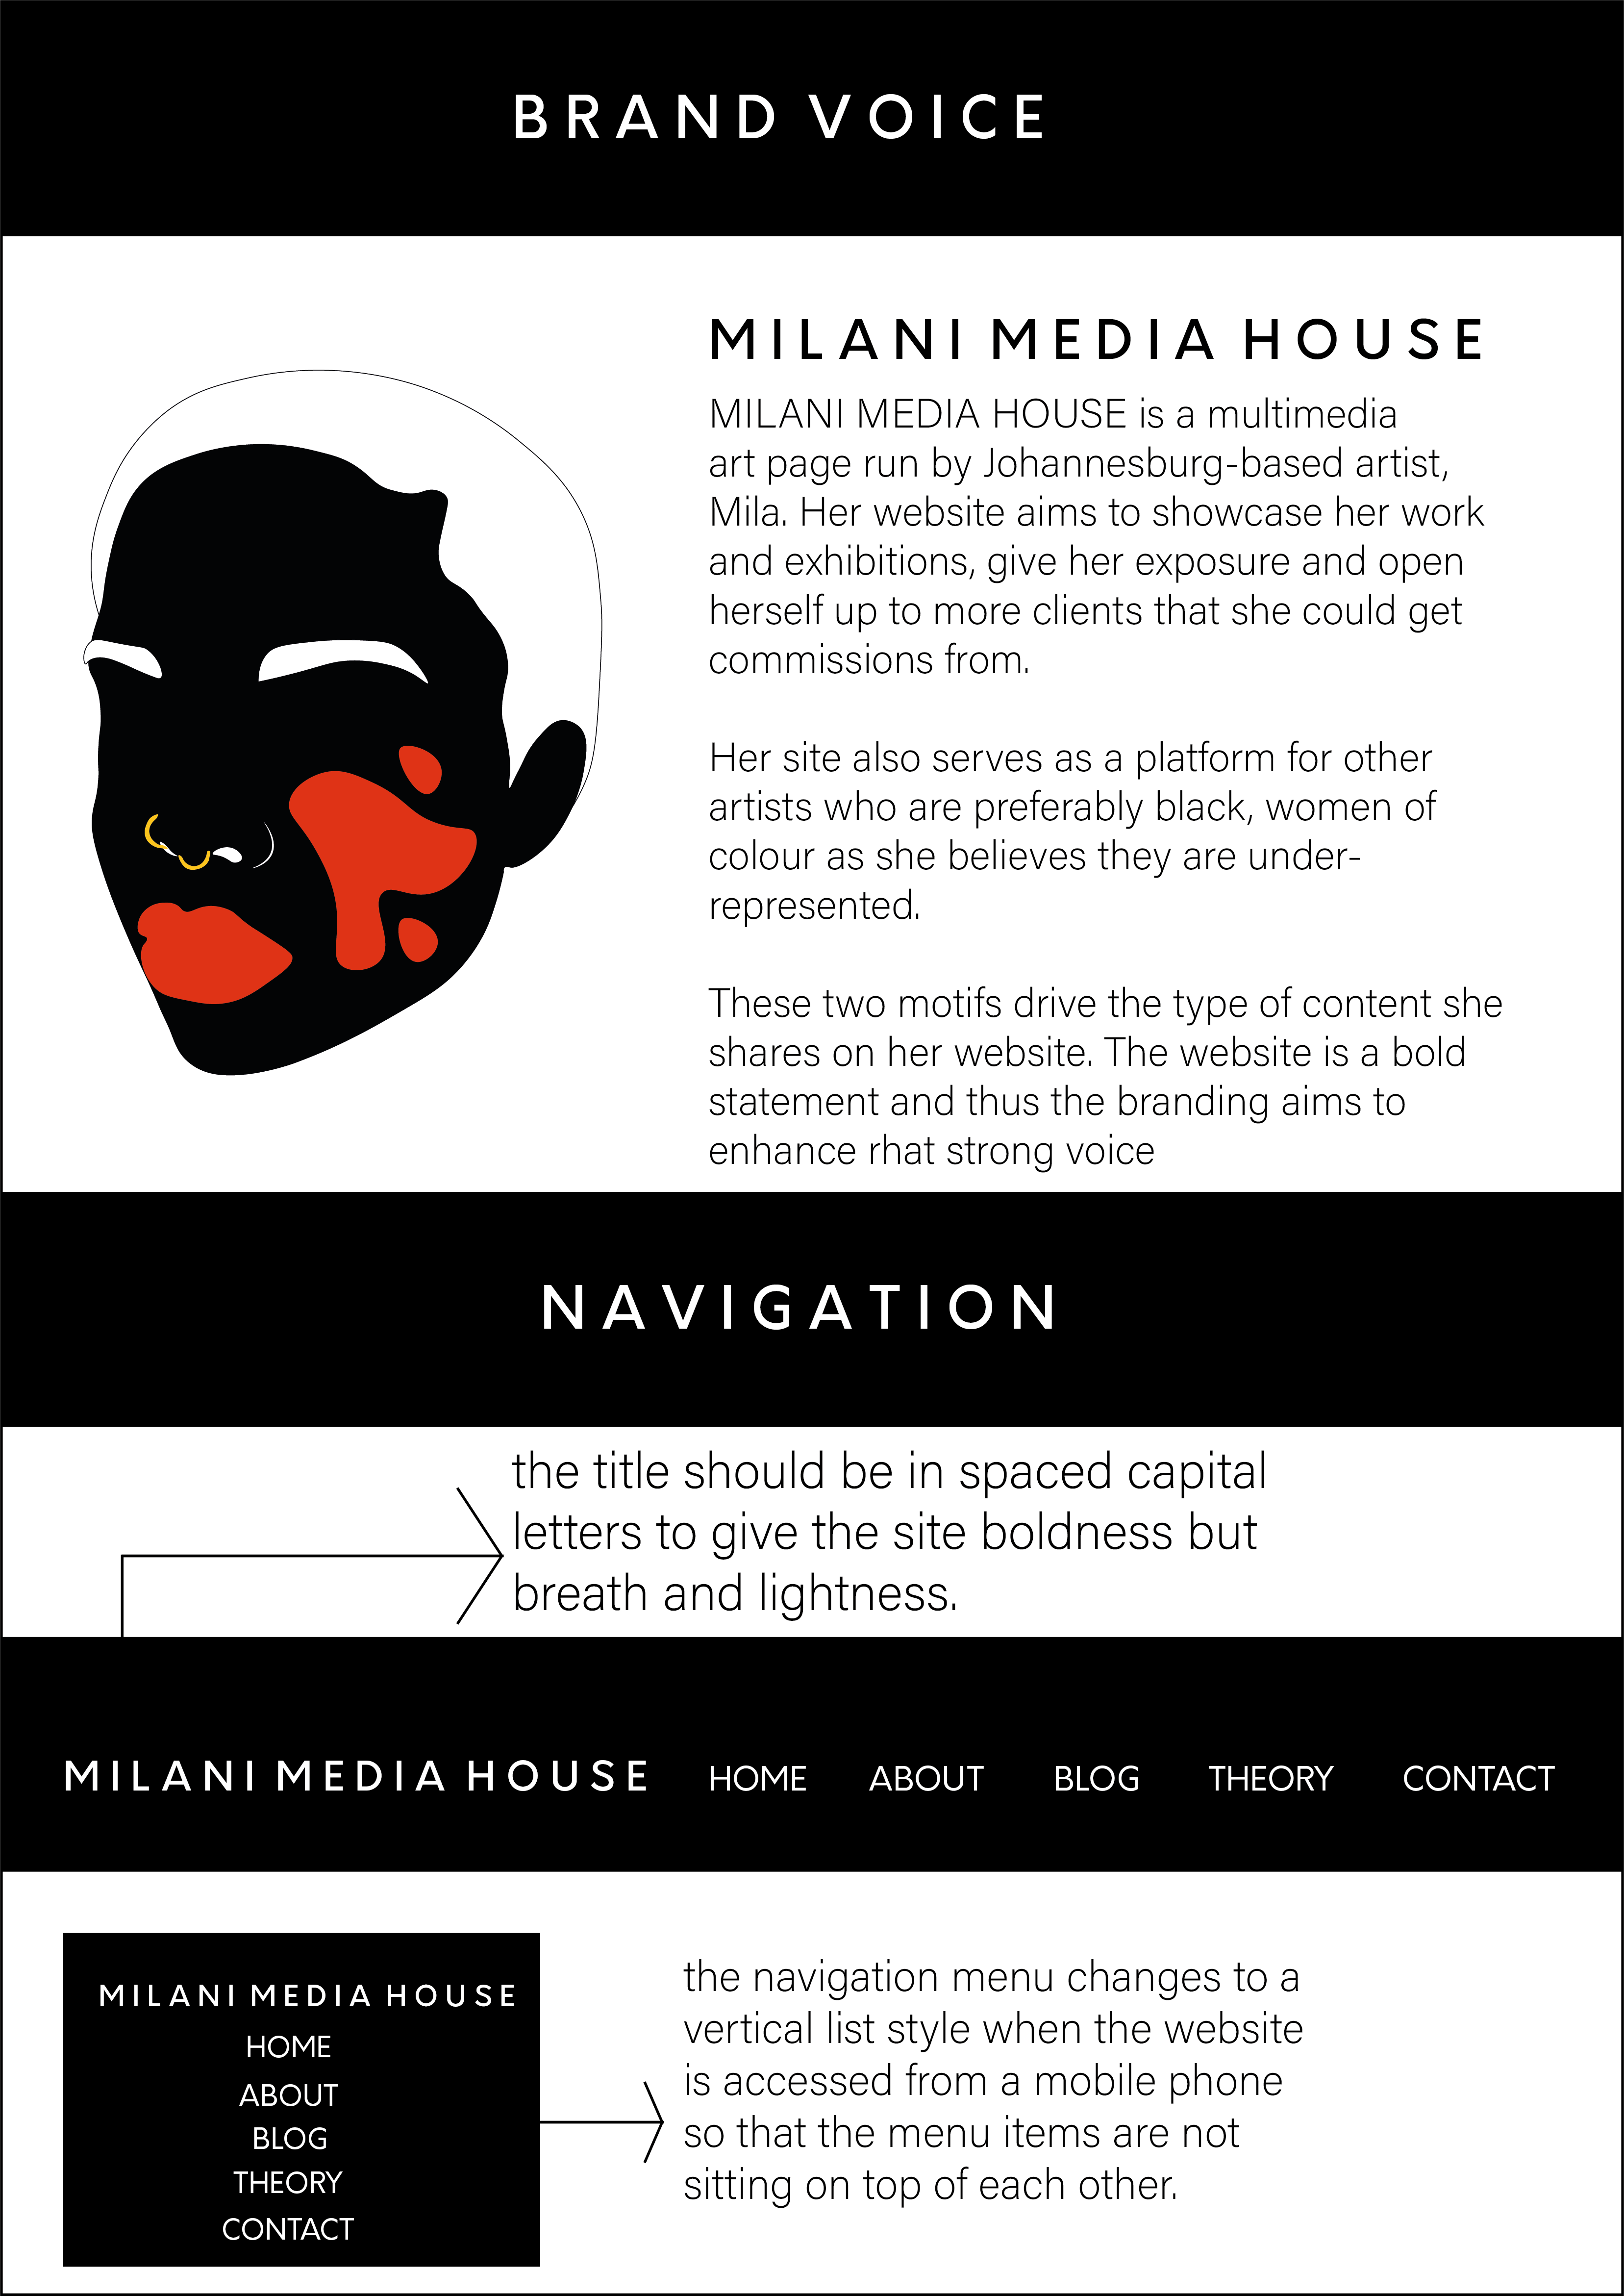 BRAND VOICE
MILANI MEDIA HOUSE
MILANI MEDIA HOUSE is a multimedia
art page run by Johannesburg-based artist,
Mila. Her website aims to showcase her work
and exhibitions, give her exposure and open
herself up to more clients that she could get
commissions from.
Her site also serves as a platform for other
artists who are preferably black, women of
colour as she believes they are under-
represented.
These two motifs drive the type of content she
shares on her website. The website is a bold
statement and thus the branding aims to
enhance rhat strong voice
NAVIGATION
the title should be in spaced capital
letters to give the site boldness but
breath and lightness.
MILANI MEDIA HOUSE HOME ABOUT BLOG THEORY CONTACT
MILANI MEDIA HOUSE
HOME
ABOUT
BLOG
THEORY
CONTACT
the navigation menu changes to a
vertical list style when the website
is accessed from a mobile phone
so that the menu items are not
sitting on top of each other.